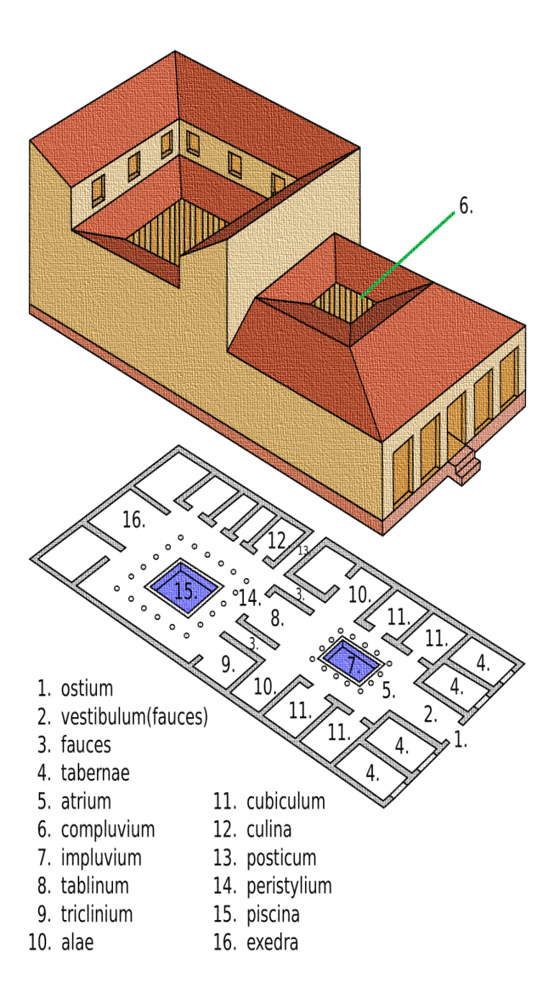 6.
16.
12
13.
15.
14.
3.
10.
8.
11.
3.
11.
9.
7.
4.
10.
5.
4.
11.
2.
11.
4.
1.
4.
1. ostium
2. vestibulum(fauces)
3. fauces
4. tabernae
5. atrium
6. compluvium
7. impluvium
8. tablinum
9. triclinium
10. alae
11. cubiculum
12. culina
13. posticum
14. peristylium
15. piscina
16. exedra